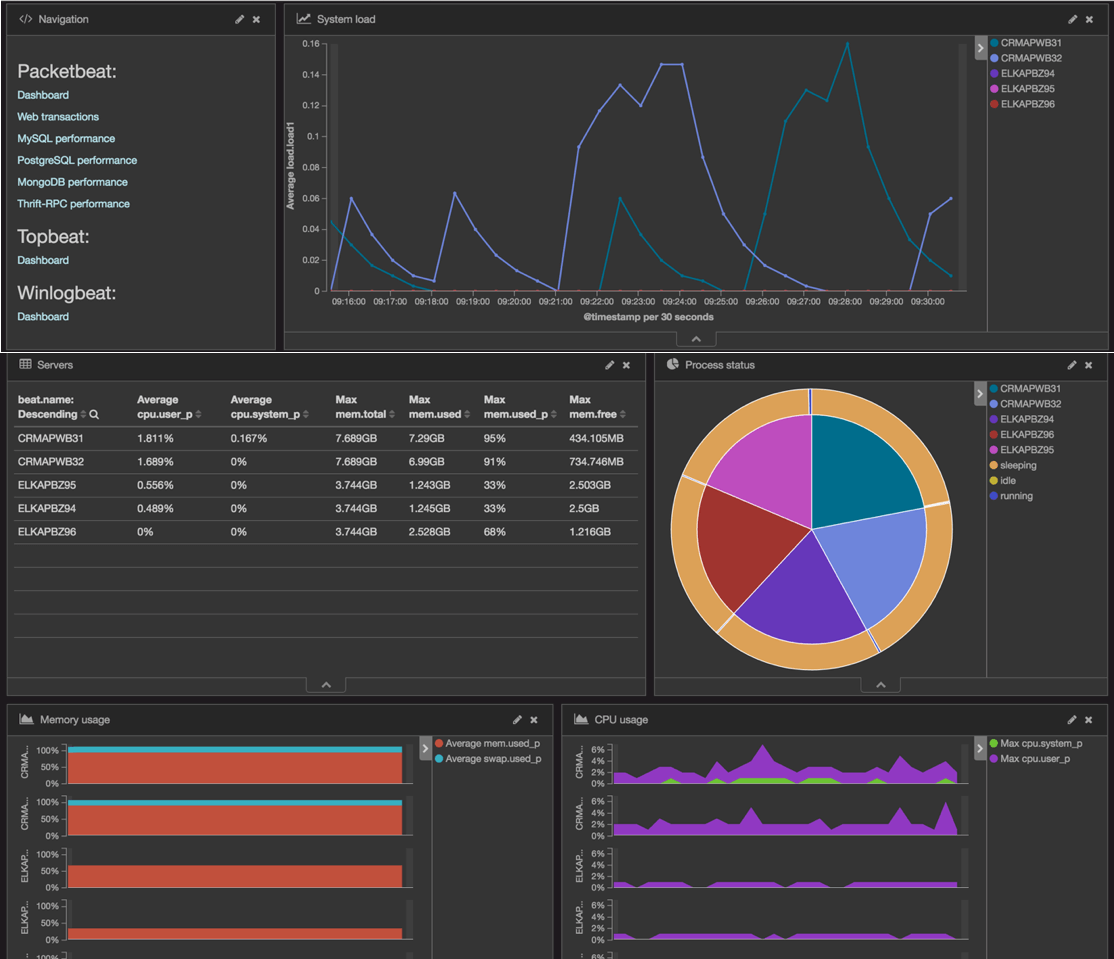 Navigation
Packetbeat:
Dashboard
Web transactions
MySQL performance
PostgreSQL performance
MongoDB performance
Thrift-RPC performance
Topbeat:
Dashboard
Winlogbeat:
Dashboard
System load
Average load.load1
0.16
0.14
0.12
0.1
0.08
0.06
0.04
0.02
0
09:16:00 09:17:00 09:18:00 09:19:00 09:20:00 09:21:00 09:22:00 09:23:00 09:24:00 09:25:00 09:26:00 09:27:00 09:28:00 09:29:00 09:30:00
@timestamp per 30 seconds
CRMAPWB31
CRMAPWB32
ELKAPBZ94
ELKAPBZ95
ELKAPBZ96
Servers
beat.name: Average Average Max Max Max Max
Descending cpu.user_p cpu.system_p mem.total mem.used mem.used_p mem.free
CRMAPWB31 1.811% 0.167% 7.689GB 7.29GB 95% 434.105MB
CRMAPWB32 1.689% 0% 7.689GB 6.99GB 91% 734.746MB
ELKAPBZ95 0.556% 0% 3.744GB 1.243GB 33% 2.503GB
ELKAPBZ94 0.489% 0% 3.744GB 1.245GB 33% 2.5GB
ELKAPBZ96 0% 0% 3.744GB 2.528GB 68% 1.216GB
Process status
CRMAPWB31
CRMAPWB32
ELKAPBZ94
ELKAPBZ96
ELKAPBZ95
sleeping
idle
running
Memory usage
CRMA...
100%
50%
0%
CRMA...
100%
50%
0%
ELKAP...
100%
50%
0%
ELKAP...
100%
50%
0%
100%
Average mem.used_p
Average swap.used_p
CPU usage
CRMA...
6%
4%
2%
0%
CRMA...
6%
4%
2%
0%
ELKAP...
6%
4%
2%
0%
ELKAP...
6%
4%
2%
0%
6%
Max cpu.system_p
Max cpu.user_p